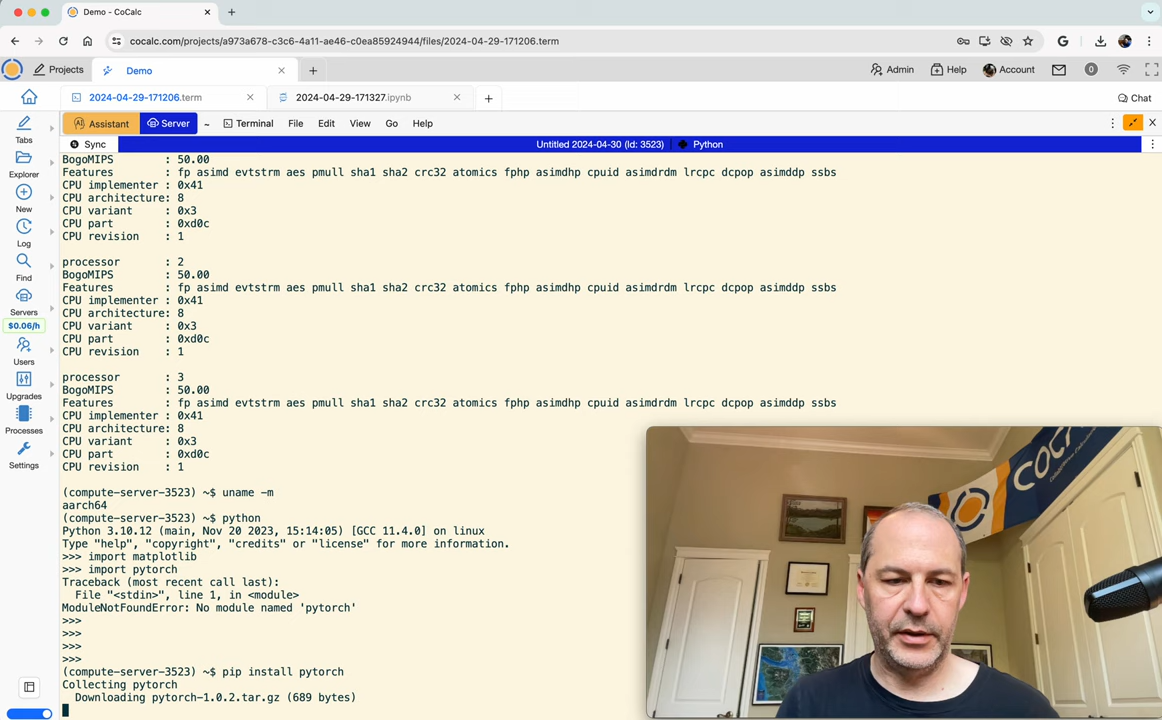 Demo - CoCalc
cocalc.com/projects/a973a678-c3c6-4a11-ae46-c0ea85924944/files/2024-04-29-171206.term
Projects
Demo
Admin
Help
Account
0
2024-04-29-171206.term
2024-04-29-171327.ipynb
Chat
Assistant
Server
Terminal
File
Edit
View
Go
Help
Sync
Untitled 2024-04-30 (Id: 3523)
Python
Tabs
Explorer
New
Log
Find
Servers
$0.06/h
Users
Upgrades
Processes
Settings
BogoMIPS : 50.00
Features : fp asimd evtstrm aes pmull sha1 sha2 crc32 atomics fphp asimdhp cpuid asimdrdm lrcpc dcpop asimddp ssbs
CPU implementer : 0x41
CPU architecture: 8
CPU variant : 0x3
CPU part : 0xd0c
CPU revision : 1
processor : 2
BogoMIPS : 50.00
Features : fp asimd evtstrm aes pmull sha1 sha2 crc32 atomics fphp asimdhp cpuid asimdrdm lrcpc dcpop asimddp ssbs
CPU implementer : 0x41
CPU architecture: 8
CPU variant : 0x3
CPU part : 0xd0c
CPU revision : 1
processor : 3
BogoMIPS : 50.00
Features : fp asimd evtstrm aes pmull sha1 sha2 crc32 atomics fphp asimdhp cpuid asimdrdm lrcpc dcpop asimddp ssbs
CPU implementer : 0x41
CPU architecture: 8
CPU variant : 0x3
CPU part : 0xd0c
CPU revision : 1
(compute-server-3523) ~$ uname -m
aarch64
(compute-server-3523) ~$ python
Python 3.10.12 (main, Nov 20 2023, 15:14:05) [GCC 11.4.0] on linux
Type "help", "copyright", "credits" or "license" for more information.
>>> import matplotlib
>>> import pytorch
Traceback (most recent call last):
File "<stdin>", line 1, in <module>
ModuleNotFoundError: No module named 'pytorch'
>>>
>>>
>>>
>>>
(compute-server-3523) ~$ pip install pytorch
Collecting pytorch
Downloading pytorch-1.0.2.tar.gz (689 bytes)